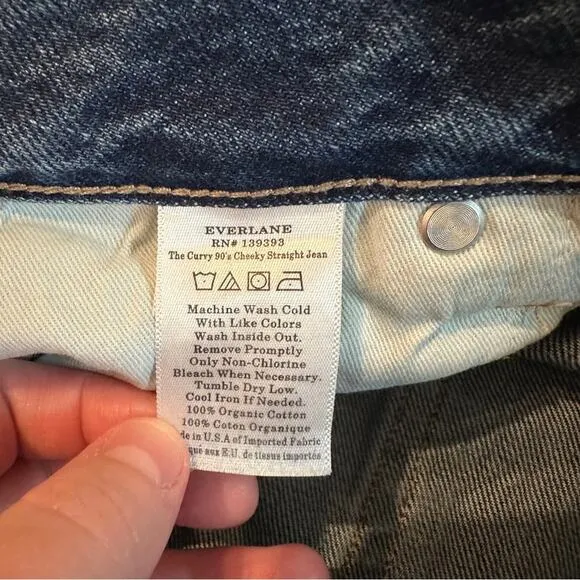 EVERLANE
RN# 139393
The Curvy 90's Cheeky Straight Jean
Machine Wash Cold
With Like Colors
Wash Inside Out.
Remove Promptly
Only Non-Chlorine
Bleach When Necessary.
Tumble Dry Low.
Cool Iron If Needed.
100% Organic Cotton
100% Coton Organique
de in U.S.A of Imported Fabric
que aux E.U. de tissus importés